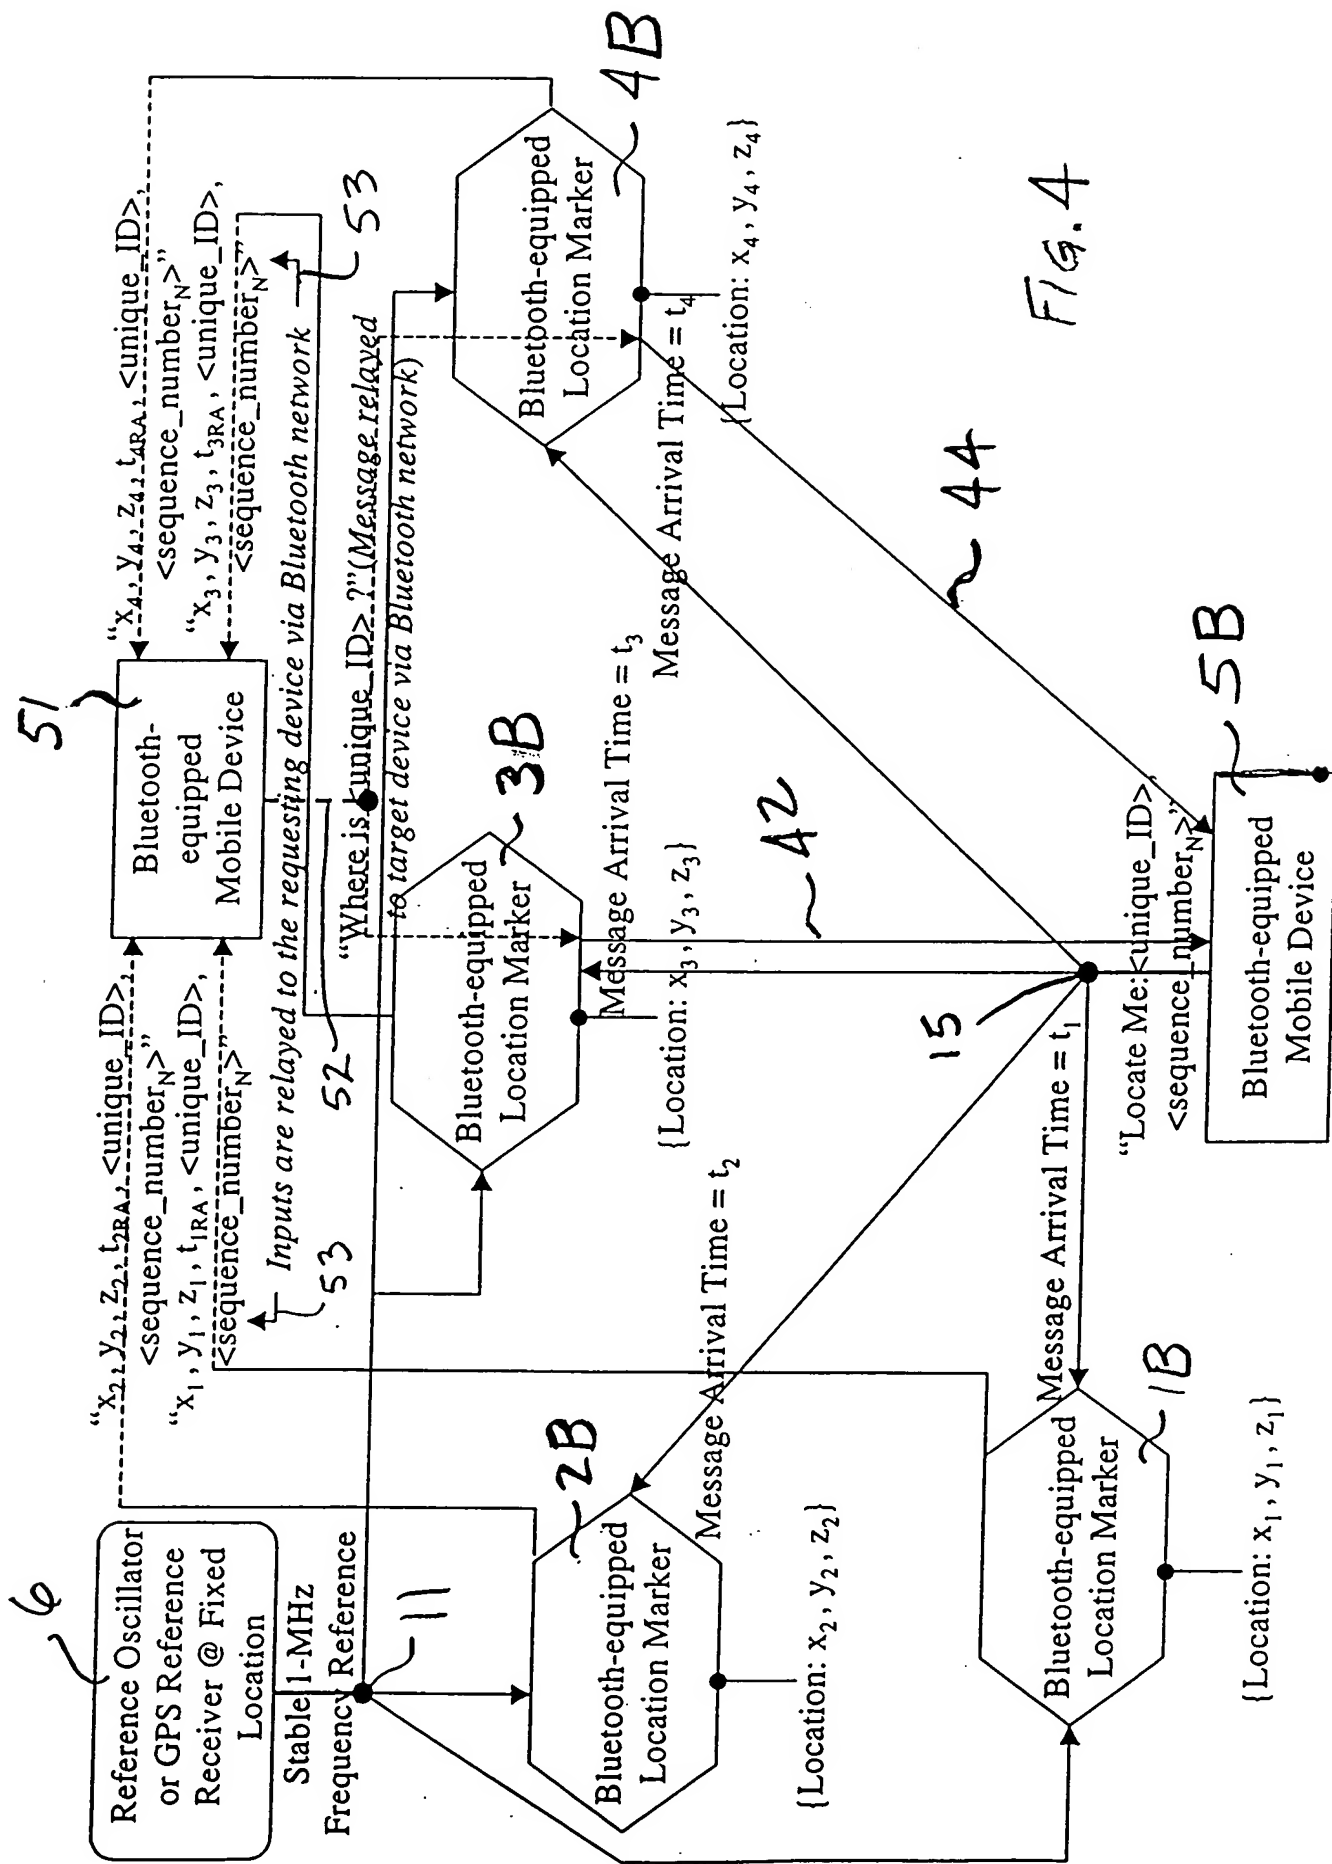 6
Reference Oscillator
or GPS Reference
Receiver @ Fixed
Location
Stable 1-MHz
Frequency Reference
11
“x2, y2, z2, t2RA, <unique_ID>,
<sequence_numberN>”
“x1, y1, z1, t1RA, <unique_ID>,
<sequence_numberN>”
53
Inputs are relayed to the requesting device via Bluetooth network
51
Bluetooth-
equipped
Mobile Device
“x4, y4, z4, t4RA, <unique_ID>,
<sequence_numberN>”
“x3, y3, z3, t3RA, <unique_ID>,
<sequence_numberN>”
53
52
“Where is <unique_ID> ?”(Message relayed
to target device via Bluetooth network)
2B
Bluetooth-equipped
Location Marker
{Location: x2, y2, z2}
Message Arrival Time = t2
3B
Bluetooth-equipped
Location Marker
Message Arrival Time = t3
{Location: x3, y3, z3}
4B
Bluetooth-equipped
Location Marker
Message Arrival Time = t4
{Location: x4, y4, z4}
42
44
15
1B
Bluetooth-equipped
Location Marker
Message Arrival Time = t1
{Location: x1, y1, z1}
“Locate Me:<unique_ID>,
<sequence_numberN>”
5B
Bluetooth-equipped
Mobile Device
FIG. 4